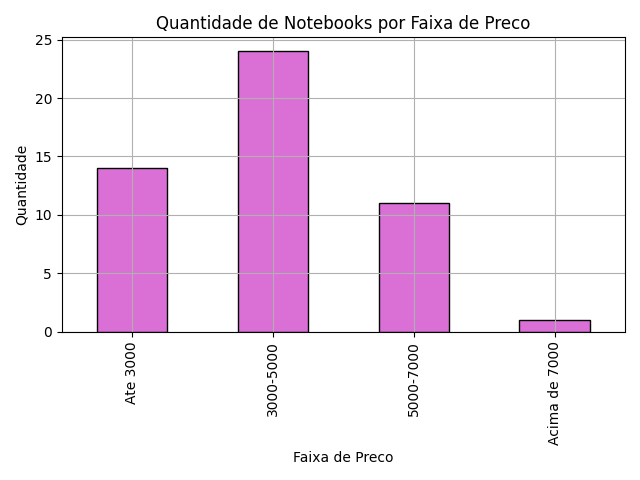 Quantidade de Notebooks por Faixa de Preco
25
20
15
10
5
0
Quantidade
Ate 3000
3000-5000
5000-7000
Acima de 7000
Faixa de Preco